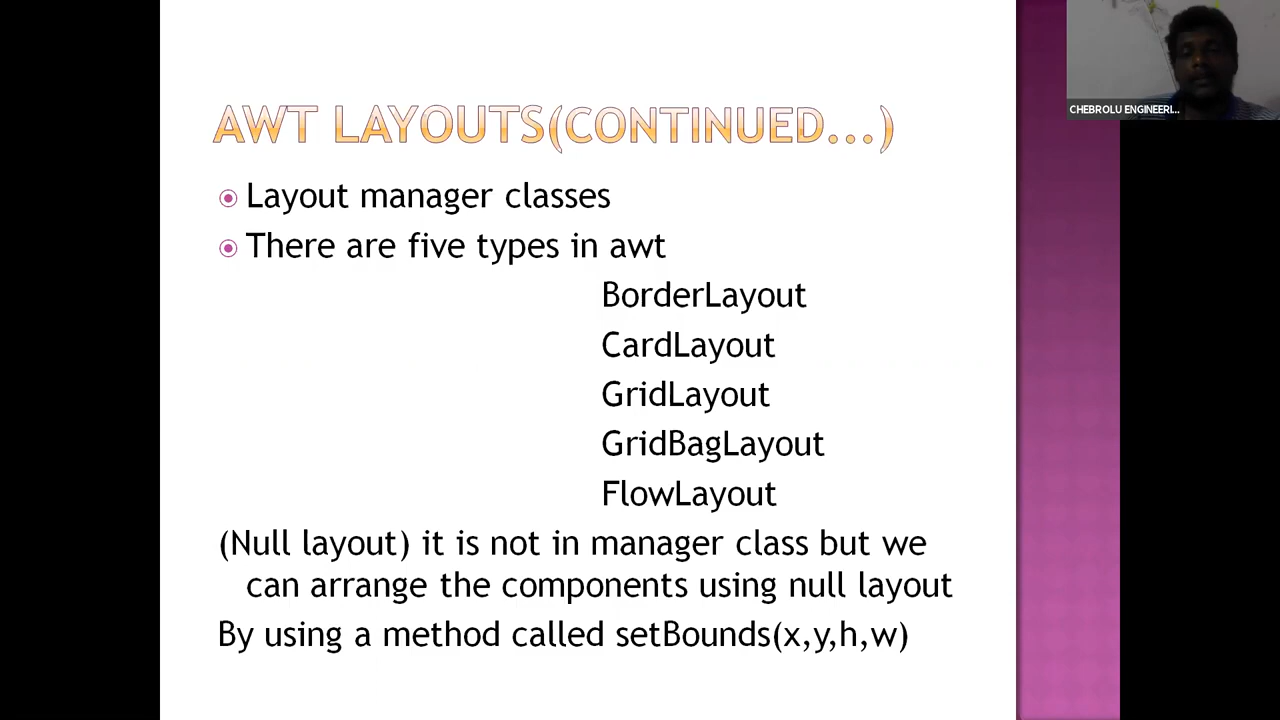 CHEBROLU ENGINEERI...
AWT LAYOUTS(CONTINUED...)
Layout manager classes
There are five types in awt
BorderLayout
CardLayout
GridLayout
GridBagLayout
FlowLayout
(Null layout) it is not in manager class but we
can arrange the components using null layout
By using a method called setBounds(x,y,h,w)